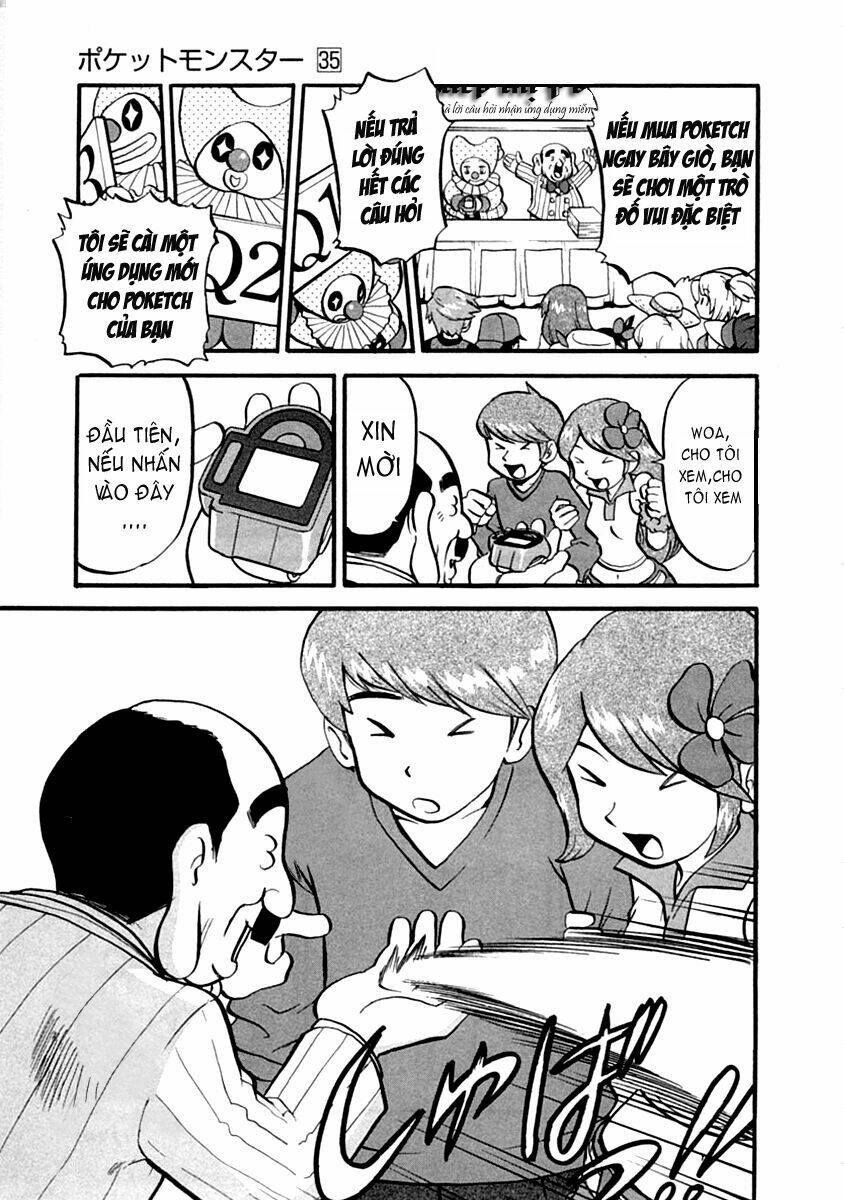 ポケットモンスター 35
ả lời câu hỏi nhận ứng dụng miễn
NẾU MUA POKETCH
NGAY BÂY GIỜ, BẠN
SẼ CHƠI MỘT TRÒ
ĐỐ VUI ĐẶC BIỆT
NẾU TRẢ
LỜI ĐÚNG
HẾT CÁC
CÂU HỎI
Q1
Q2
3
TÔI SẼ CÀI MỘT
ỨNG DỤNG MỚI
CHO POKETCH
CỦA BẠN
WOA,
CHO TÔI
XEM,CHO
TÔI XEM
XIN
MỜI
ĐẦU TIÊN,
NẾU NHẤN
VÀO ĐÂY
....
しゅばっ